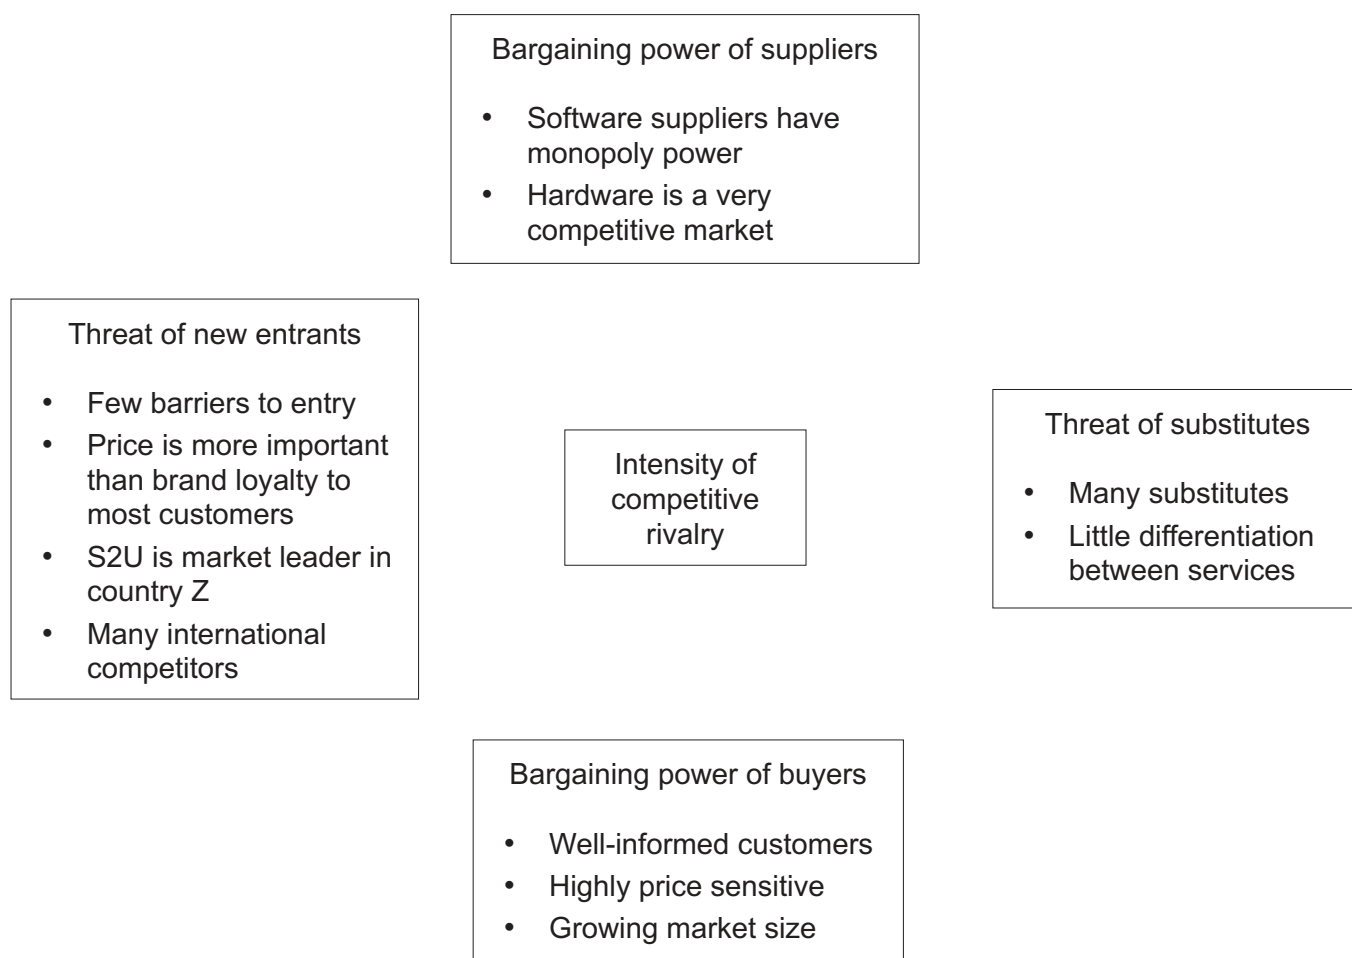 Bargaining power of suppliers
• Software suppliers have
monopoly power
• Hardware is a very
competitive market
Threat of new entrants
• Few barriers to entry
• Price is more important
than brand loyalty to
most customers
• S2U is market leader in
country Z
• Many international
competitors
Intensity of
competitive
rivalry
Threat of substitutes
• Many substitutes
• Little differentiation
between services
Bargaining power of buyers
• Well-informed customers
• Highly price sensitive
• Growing market size